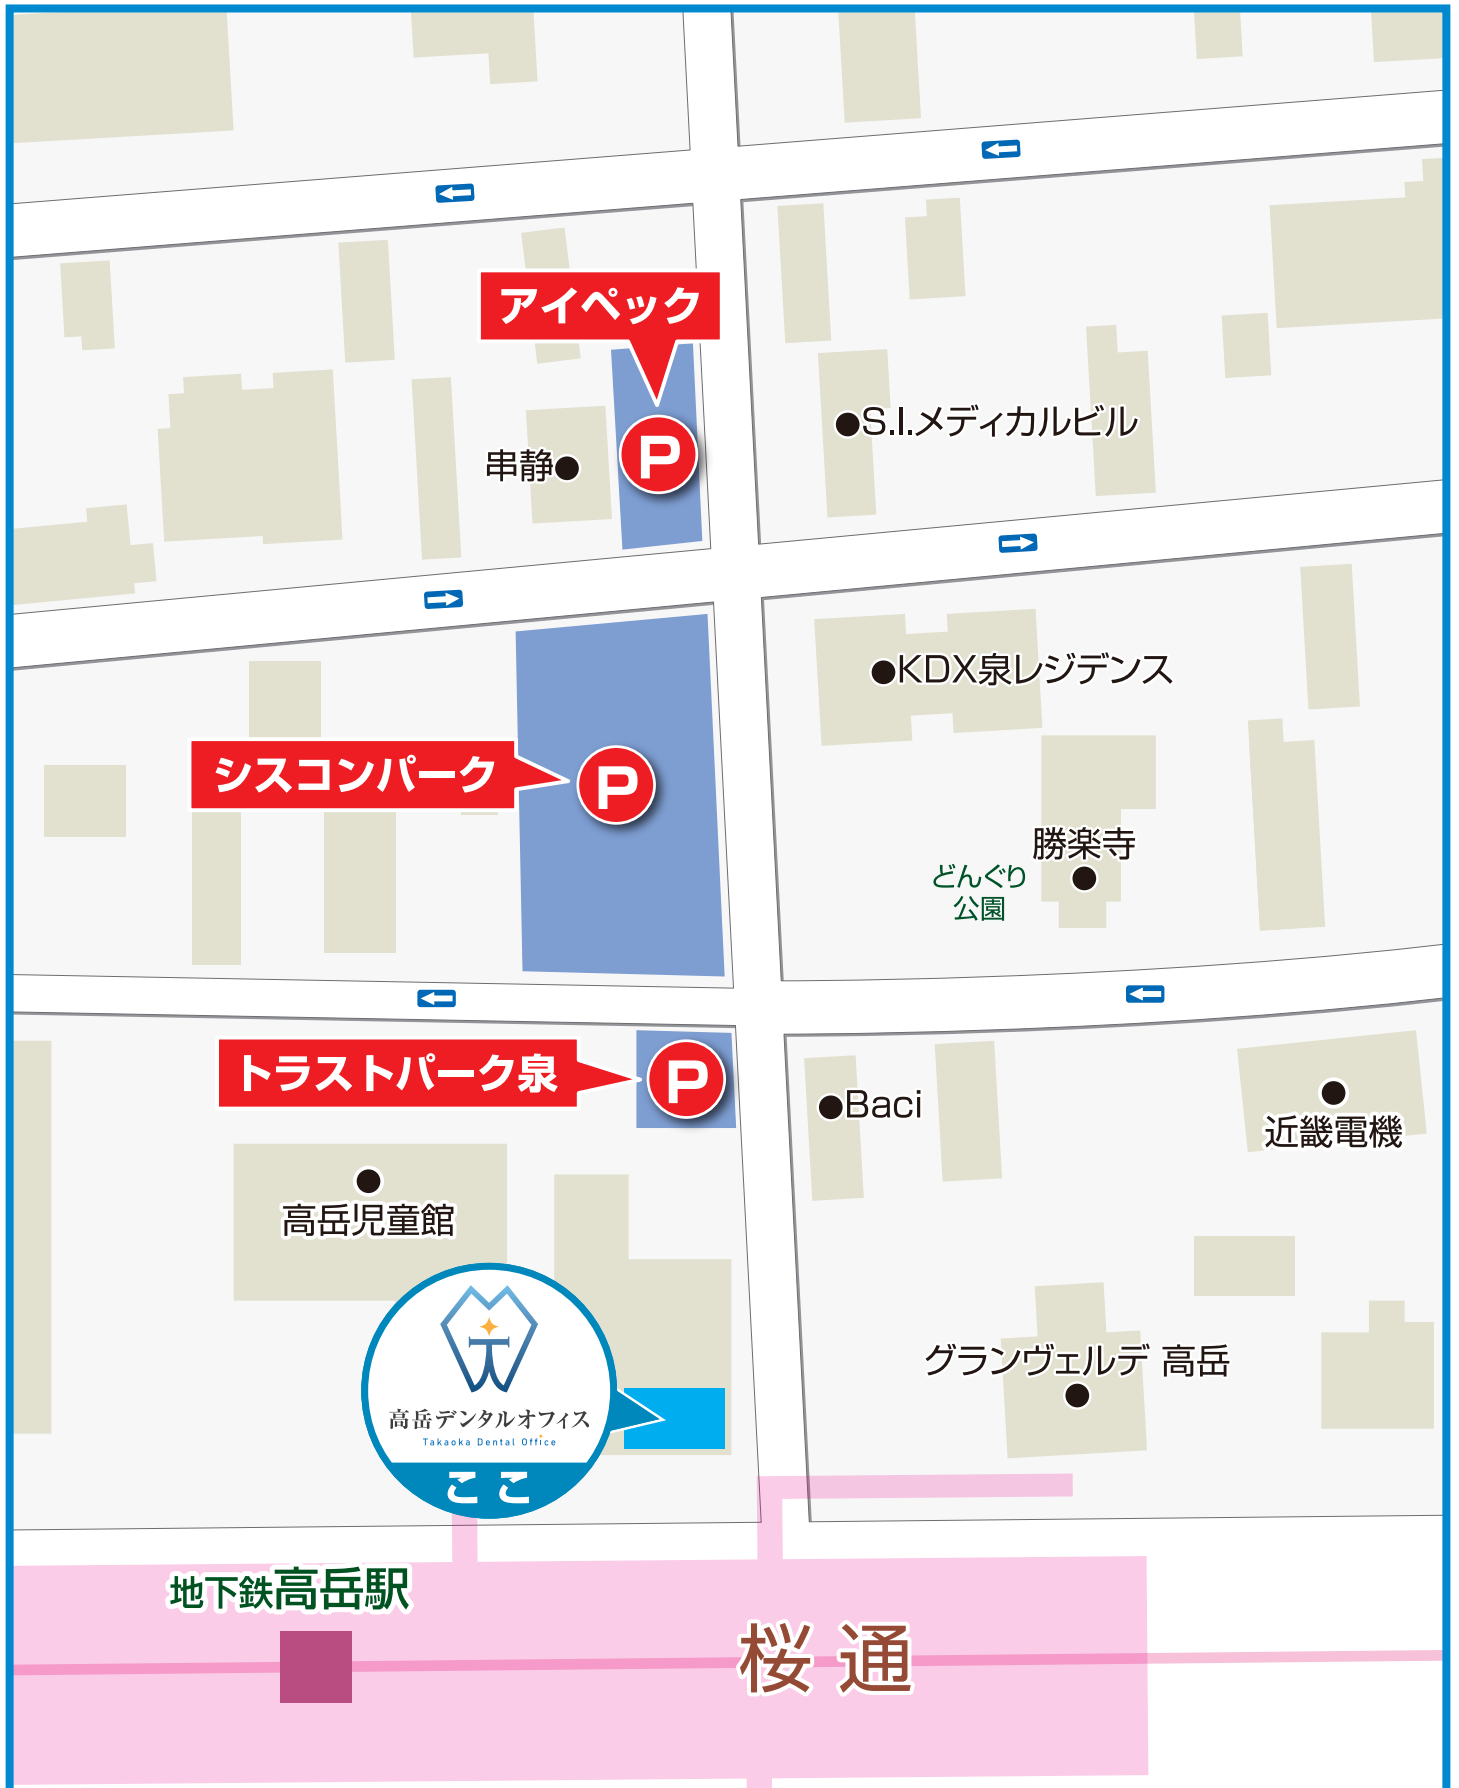 アイペック
P
S.I.メディカルビル
串静
KDX泉レジデンス
シスコンパーク
P
勝楽寺
どんぐり
公園
トラストパーク泉
P
Baci
近畿電機
高岳児童館
グランヴェルデ 高岳
高岳デンタルオフィス
Takaoka Dental Office
ここ
地下鉄高岳駅
桜通